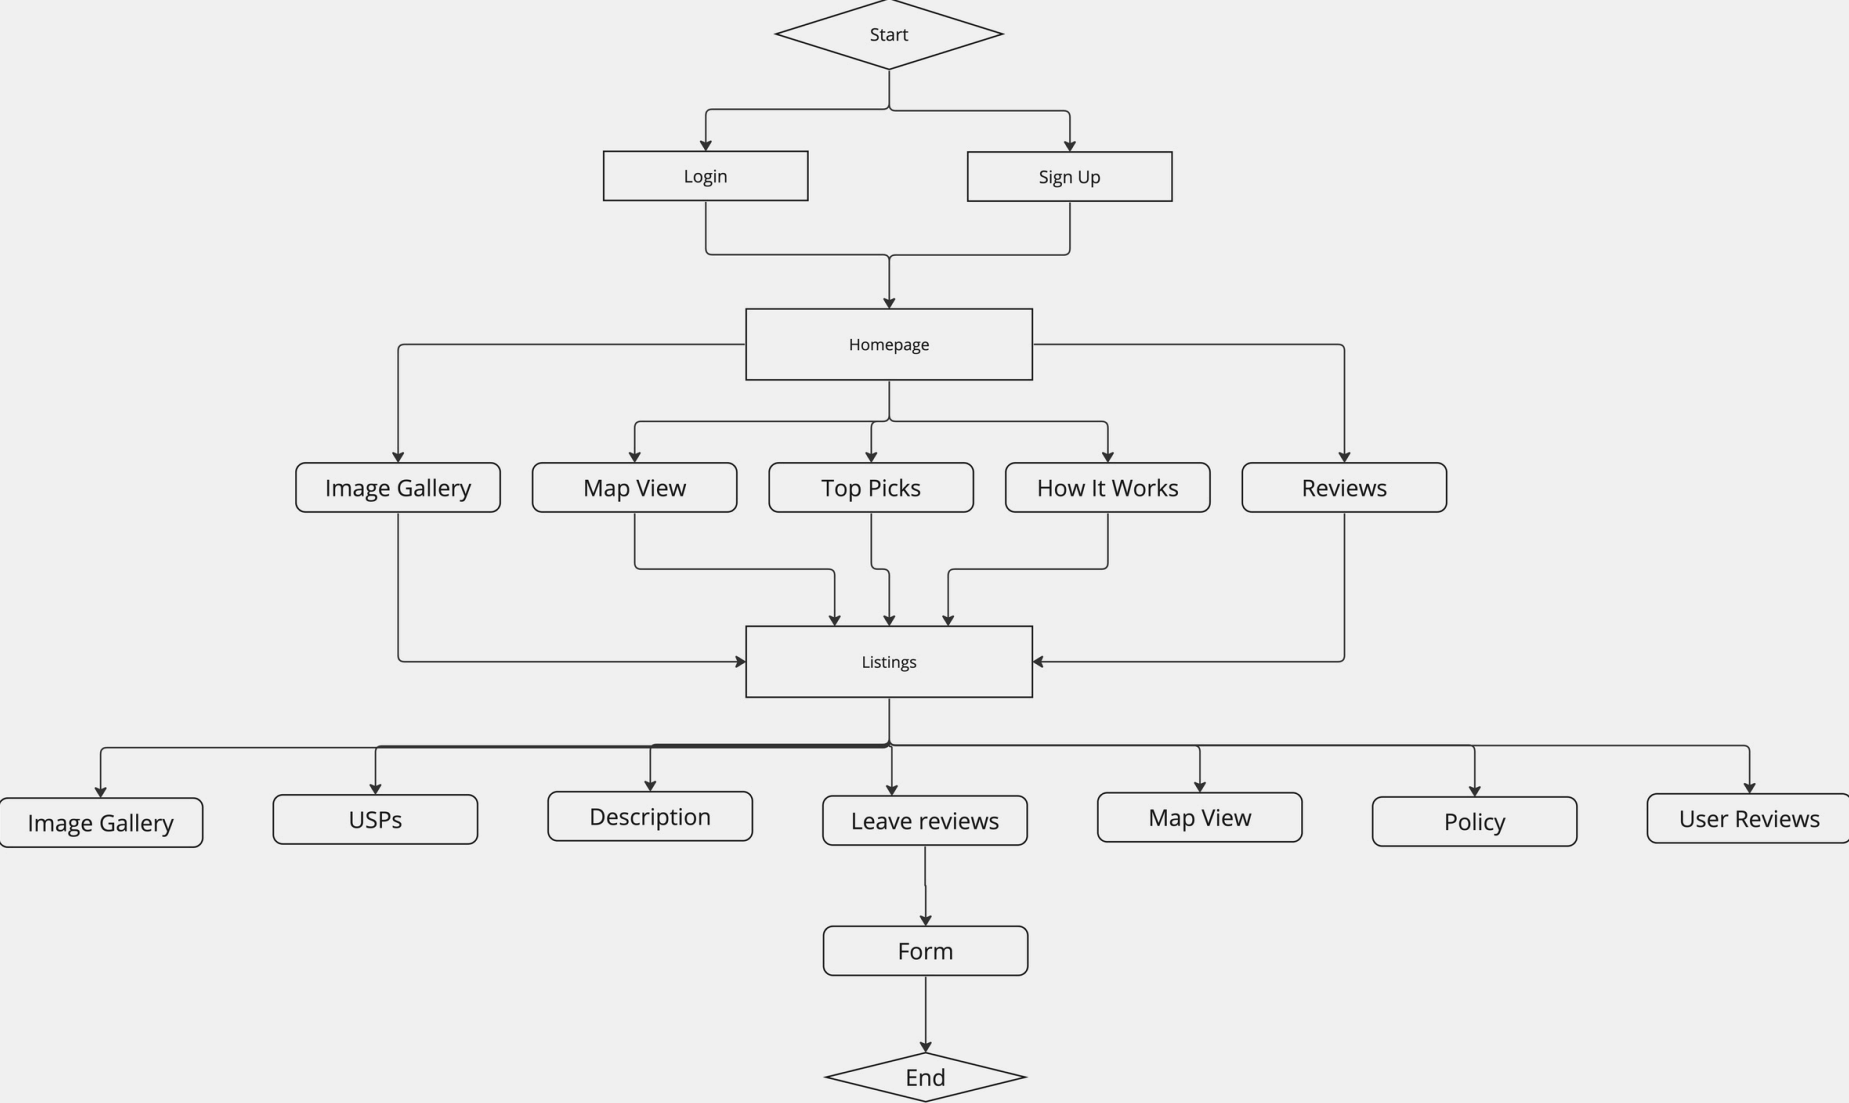 Start
Login
Sign Up
Homepage
Image Gallery
Map View
Top Picks
How It Works
Reviews
Listings
Image Gallery
USPs
Description
Leave reviews
Map View
Policy
User Reviews
Form
End